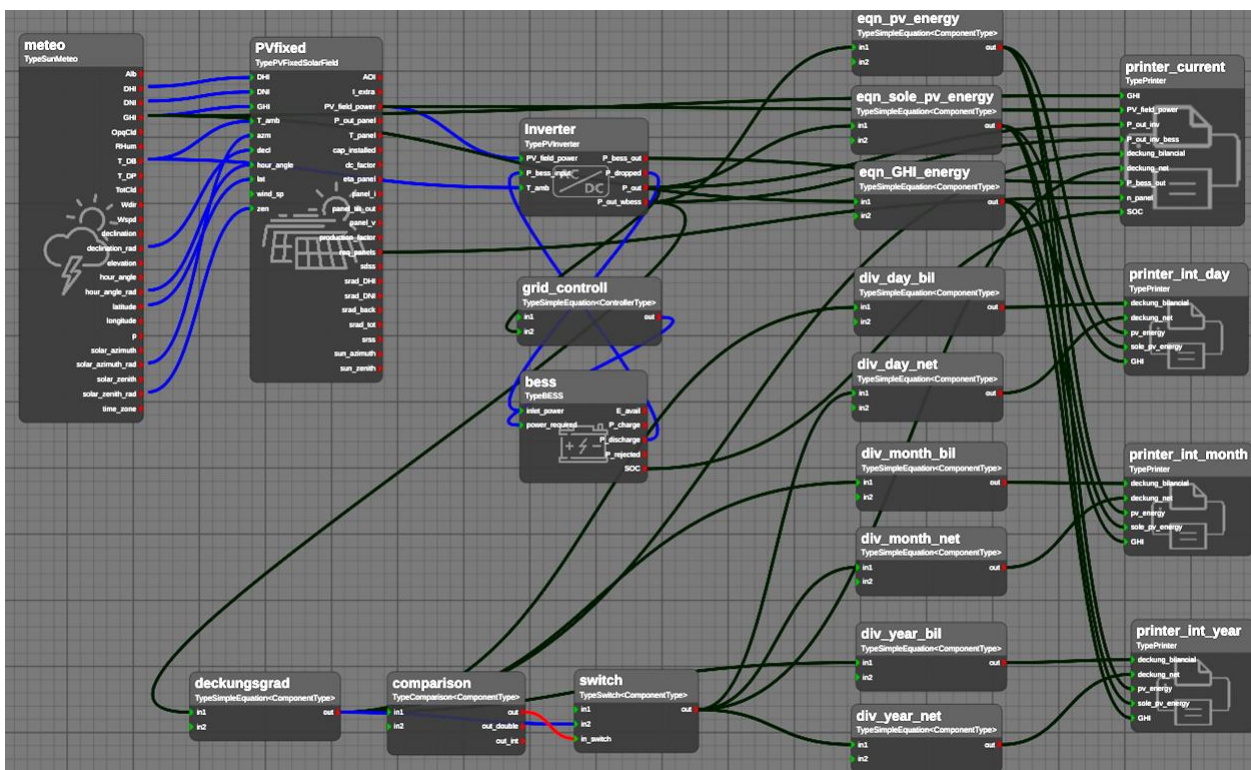 meteo
TypeSunMeteo
Alb
DHI
DNI
GHI
OpqCld
RHum
T_DB
T_DP
TotCld
Wdir
Wspd
declination
declination_rad
elevation
hour_angle
hour_angle_rad
latitude
longitude
p
solar_azimuth
solar_azimuth_rad
solar_zenith
solar_zenith_rad
time_zone
PVfixed
TypePVFixedSolarField
DHI
DNI
GHI
T_amb
azm
decl
hour_angle
lat
wind_sp
zen
AOI
I_extra
PV_field_power
P_out_panel
T_panel
cap_installed
dc_factor
eta_panel
panel_i
panel_tilt_out
panel_v
production_factor
req_panels
sdss
srad_DHI
srad_DNI
srad_back
srad_tot
srss
sun_azimuth
sun_zenith
Inverter
TypePVInverter
PV_field_power
P_bess_input
T_amb
P_bess_out
P_dropped
P_out
P_out_wbess
DC
grid_controll
TypeSimpleEquation<ControllerType>
in1
in2
out
bess
TypeBESS
inlet_power
power_required
E_avail
P_charge
P_discharge
P_rejected
SOC
deckungsgrad
TypeSimpleEquation<ComponentType>
in1
in2
out
comparison
TypeComparison<ComponentType>
in1
in2
out
out_double
out_int
switch
TypeSwitch<ComponentType>
in1
in2
in_switch
out
eqn_pv_energy
TypeSimpleEquation<ComponentType>
in1
in2
out
eqn_sole_pv_energy
TypeSimpleEquation<ComponentType>
in1
in2
out
eqn_GHI_energy
TypeSimpleEquation<ComponentType>
in1
in2
out
div_day_bil
TypeSimpleEquation<ComponentType>
in1
in2
out
div_day_net
TypeSimpleEquation<ComponentType>
in1
in2
out
div_month_bil
TypeSimpleEquation<ComponentType>
in1
in2
out
div_month_net
TypeSimpleEquation<ComponentType>
in1
in2
out
div_year_bil
TypeSimpleEquation<ComponentType>
in1
in2
out
div_year_net
TypeSimpleEquation<ComponentType>
in1
in2
out
printer_current
TypePrinter
GHI
PV_field_power
P_out_inv
P_out_inv_bess
deckung_bilancial
deckung_net
P_bess_out
n_panel
SOC
printer_int_day
TypePrinter
deckung_bilancial
deckung_net
pv_energy
sole_pv_energy
GHI
printer_int_month
TypePrinter
deckung_bilancial
deckung_net
pv_energy
sole_pv_energy
GHI
printer_int_year
TypePrinter
deckung_bilancial
deckung_net
pv_energy
sole_pv_energy
GHI